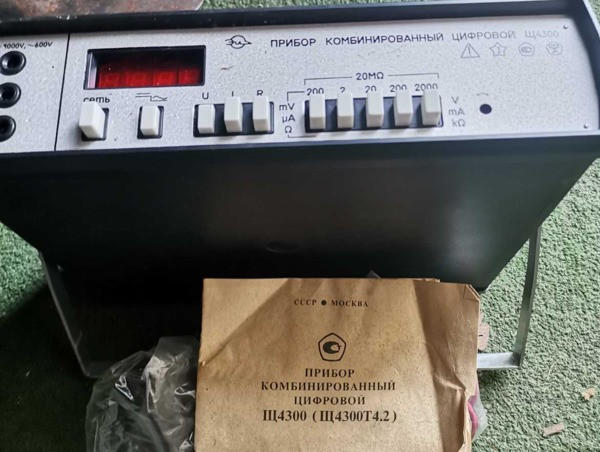 ПРИБОР КОМБИНИРОВАННЫЙ ЦИФРОВОЙ Щ4300
1000V, ~600V
20MΩ
сеть
U I R
mV 200 2 20 200 2000 V
μA mA
Ω kΩ
СССР ● МОСКВА
ПРИБОР
КОМБИНИРОВАННЫЙ
ЦИФРОВОЙ
Щ4300 (Щ4300Т4.2)